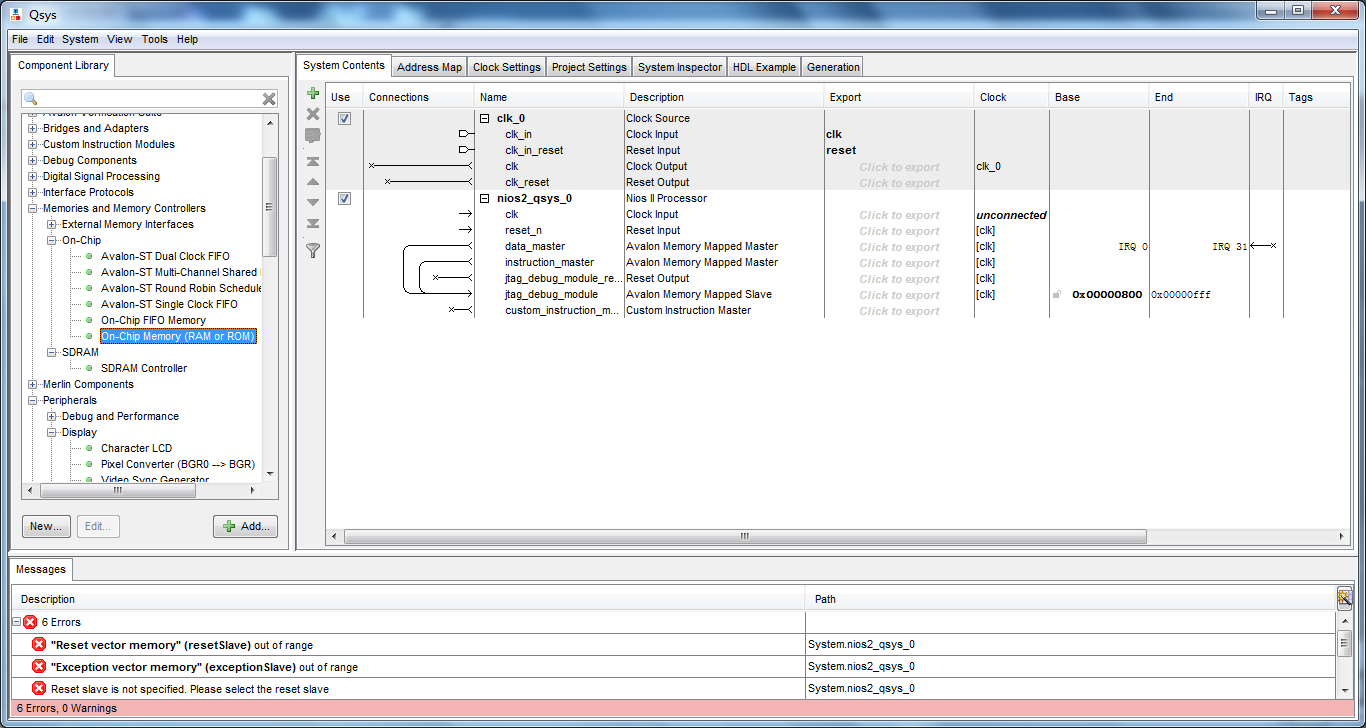 Qsys
File Edit System View Tools Help
Component Library
Bridges and Adapters
Custom Instruction Modules
Debug Components
Digital Signal Processing
Interface Protocols
Memories and Memory Controllers
External Memory Interfaces
On-Chip
Avalon-ST Dual Clock FIFO
Avalon-ST Multi-Channel Shared
Avalon-ST Round Robin Schedule
Avalon-ST Single Clock FIFO
On-Chip FIFO Memory
On-Chip Memory (RAM or ROM)
SDRAM
SDRAM Controller
Merlin Components
Peripherals
Debug and Performance
Display
Character LCD
Pixel Converter (BGR0 --> BGR)
Video Sync Generator
New... Edit... Add...
System Contents Address Map Clock Settings Project Settings System Inspector HDL Example Generation
Use Connections Name Description Export Clock Base End IRQ Tags
clk_0 Clock Source
clk_in Clock Input clk
clk_in_reset Reset Input reset
clk Clock Output Click to export clk_0
clk_reset Reset Output Click to export
nios2_qsys_0 Nios II Processor
clk Clock Input Click to export unconnected
reset_n Reset Input Click to export [clk]
data_master Avalon Memory Mapped Master Click to export [clk] IRQ 0 IRQ 31
instruction_master Avalon Memory Mapped Master Click to export [clk]
jtag_debug_module_re... Reset Output Click to export [clk]
jtag_debug_module Avalon Memory Mapped Slave Click to export [clk] 0x00000800 0x00000fff
custom_instruction_m... Custom Instruction Master Click to export
Messages
Description Path
6 Errors
"Reset vector memory" (resetSlave) out of range System.nios2_qsys_0
"Exception vector memory" (exceptionSlave) out of range System.nios2_qsys_0
Reset slave is not specified. Please select the reset slave System.nios2_qsys_0
6 Errors, 0 Warnings